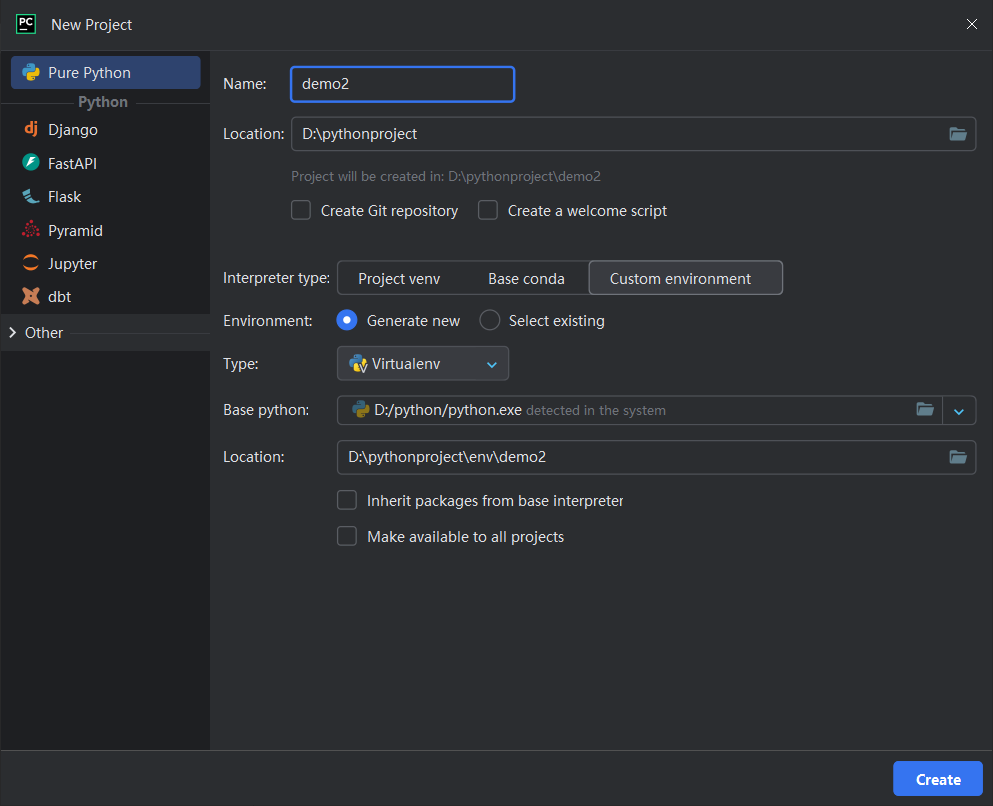 PC New Project
Pure Python
Python
Django
FastAPI
Flask
Pyramid
Jupyter
dbt
Other
Name: demo2
Location: D:\pythonproject
Project will be created in: D:\pythonproject\demo2
Create Git repository Create a welcome script
Interpreter type: Project venv Base conda Custom environment
Environment: Generate new Select existing
Type: Virtualenv
Base python: D:/python/python.exe detected in the system
Location: D:\pythonproject\env\demo2
Inherit packages from base interpreter
Make available to all projects
Create